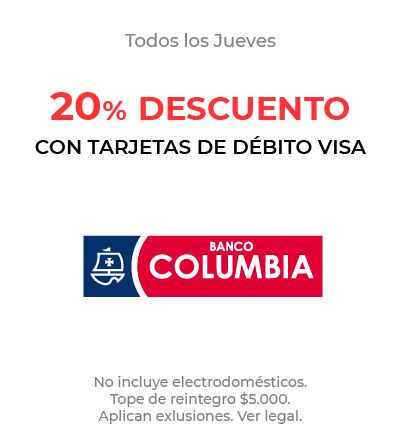 Todos los Jueves
20% DESCUENTO
CON TARJETAS DE DÉBITO VISA
BANCO
COLUMBIA
No incluye electrodomésticos.
Tope de reintegro $5.000.
Aplican exlusiones. Ver legal.